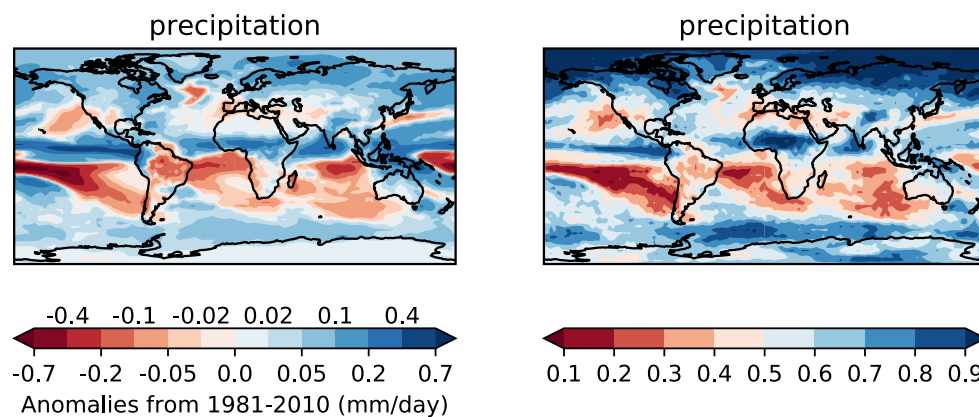 precipitation
precipitation
-0.4 -0.1 -0.02 0.02 0.1 0.4
-0.7 -0.2 -0.05 0.0 0.05 0.2 0.7
Anomalies from 1981-2010 (mm/day)
0.1 0.2 0.3 0.4 0.5 0.6 0.7 0.8 0.9